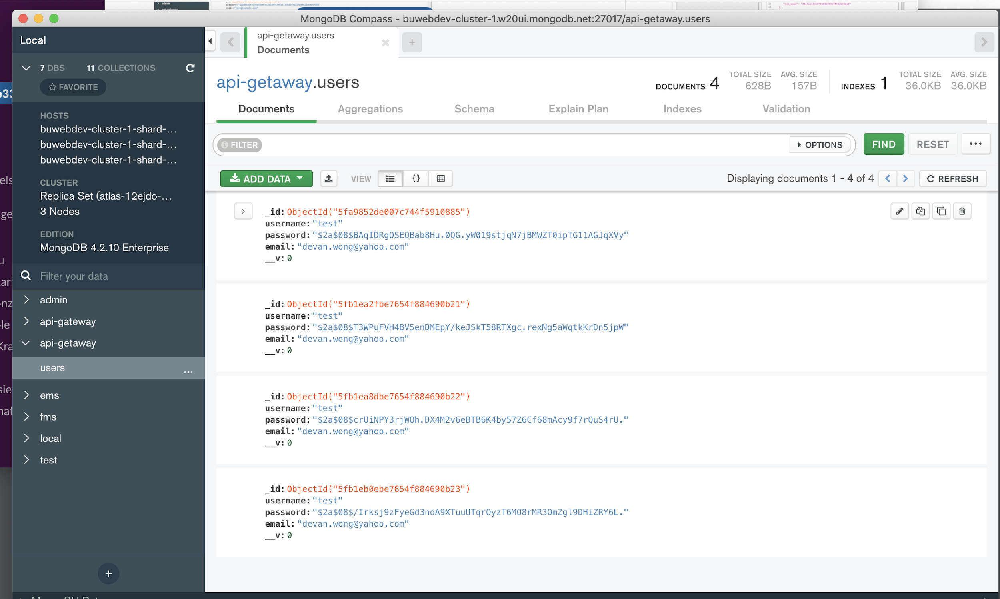 admin
MongoDB Compass - buwebdev-cluster-1.w20ui.mongodb.net:27017/api-getaway.users
Local
7 DBS 11 COLLECTIONS
FAVORITE
HOSTS
buwebdev-cluster-1-shard-...
buwebdev-cluster-1-shard-...
buwebdev-cluster-1-shard-...
CLUSTER
Replica Set (atlas-12ejdo-...
3 Nodes
EDITION
MongoDB 4.2.10 Enterprise
Filter your data
admin
api-gateway
api-getaway
users ...
ems
fms
local
test
+
api-getaway.users
Documents
+
api-getaway.users
DOCUMENTS 4 TOTAL SIZE 628B AVG. SIZE 157B INDEXES 1 TOTAL SIZE 36.0KB AVG. SIZE 36.0KB
Documents Aggregations Schema Explain Plan Indexes Validation
FILTER OPTIONS FIND RESET ...
ADD DATA VIEW {} Displaying documents 1 - 4 of 4 REFRESH
_id: ObjectId("5fa9852de007c744f5910885")
username: "test"
password: "$2a$08$BAqIDRgOSEOBab8Hu.0QG.yW019stjqN7jBMWZT0ipTG11AGJqXVy"
email: "devan.wong@yahoo.com"
__v: 0
_id: ObjectId("5fb1ea2fbe7654f884690b21")
username: "test"
password: "$2a$08$T3WPuFVH4BV5enDMEpY/keJSkT58RTXgc.rexNg5aWqtkKrDn5jpW"
email: "devan.wong@yahoo.com"
__v: 0
_id: ObjectId("5fb1ea8dbe7654f884690b22")
username: "test"
password: "$2a$08$crUiNPY3rjWOh.DX4M2v6eBTB6K4by57Z6Cf68mAcy9f7rQuS4rU."
email: "devan.wong@yahoo.com"
__v: 0
_id: ObjectId("5fb1eb0ebe7654f884690b23")
username: "test"
password: "$2a$08$/Irksj9zFyeGd3noA9XTuuUTqrOyzT6MO8rMR3OmZgl9DHiZRY6L."
email: "devan.wong@yahoo.com"
__v: 0